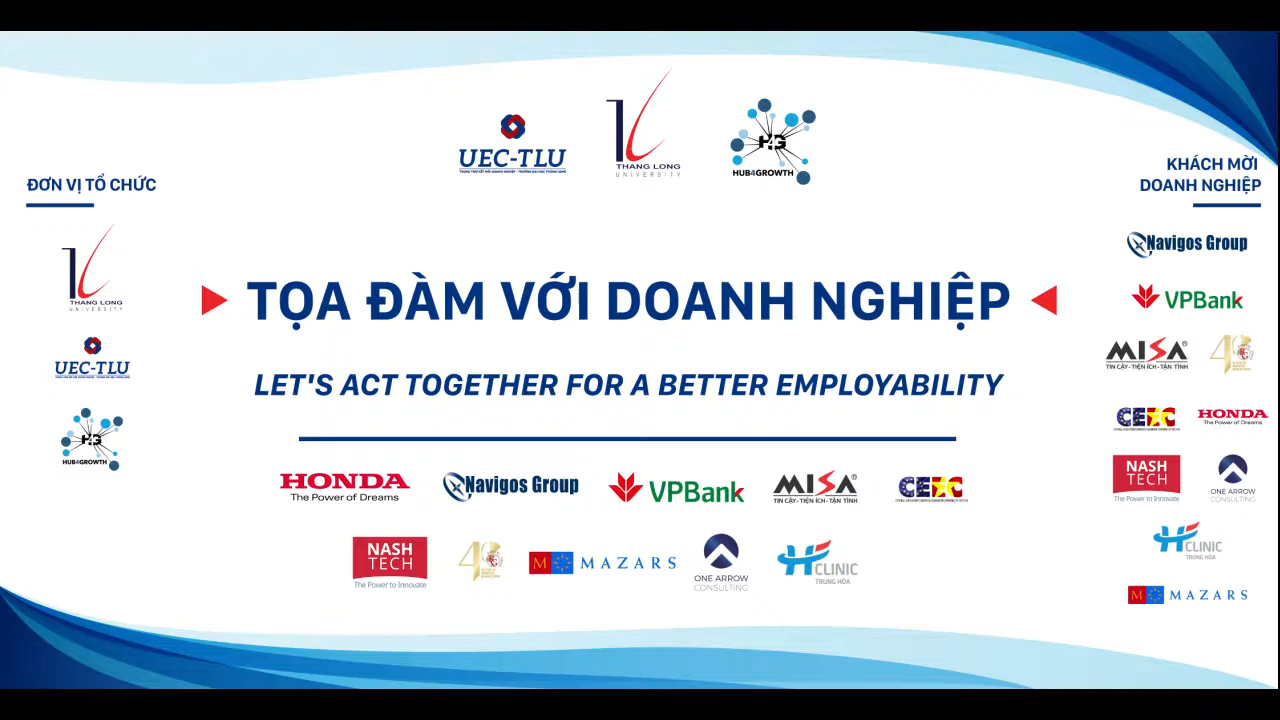 UEC-TLU
THANG LONG
UNIVERSITY
H4G
HUB4GROWTH
ĐƠN VỊ TỔ CHỨC
THANG LONG
UNIVERSITY
UEC-TLU
H4G
HUB4GROWTH
TỌA ĐÀM VỚI DOANH NGHIỆP
LET'S ACT TOGETHER FOR A BETTER EMPLOYABILITY
HONDA
The Power of Dreams
Navigos Group
VPBank
MISA®
TIN CẬY-TIỆN ÍCH-TẬN TÌNH
CEEC
NASH
TECH
The Power to Innovate
40
M MAZARS
ONE ARROW
CONSULTING
H CLINIC
TRUNG HÒA
KHÁCH MỜI
DOANH NGHIỆP
Navigos Group
VPBank
MISA®
TIN CẬY-TIỆN ÍCH-TẬN TÌNH
40
CEEC
HONDA
The Power of Dreams
NASH
TECH
The Power to Innovate
ONE ARROW
CONSULTING
H CLINIC
TRUNG HÒA
M MAZARS